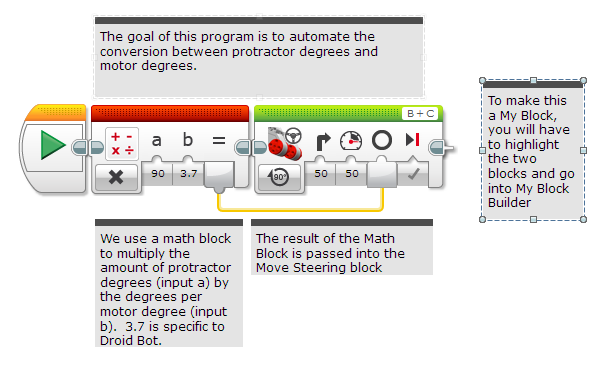 The goal of this program is to automate the
conversion between protractor degrees and
motor degrees.
B + C
+ -
× ÷
a b =
90 3.7
90°
50 50
To make this
a My Block,
you will have
to highlight
the two
blocks and go
into My Block
Builder
We use a math block
to multiply the
amount of protractor
degrees (input a) by
the degrees per
motor degree (input
b).  3.7 is specific to
Droid Bot.
The result of the Math
Block is passed into the
Move Steering block